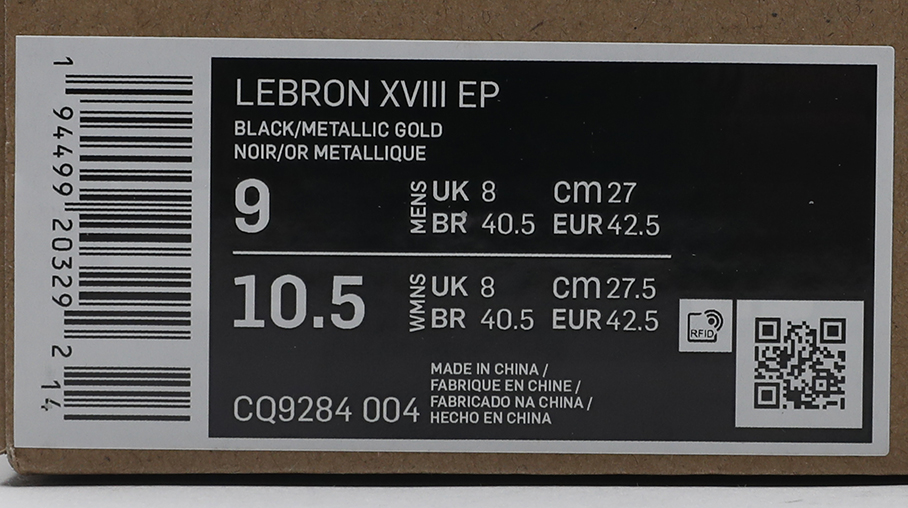 LEBRON XVIII EP
BLACK/METALLIC GOLD
NOIR/OR METALLIQUE
9 MENS UK 8 CM 27
BR 40.5 EUR 42.5
10.5 WMNS UK 8 CM 27.5
BR 40.5 EUR 42.5
RFID
CQ9284 004
MADE IN CHINA /
FABRIQUE EN CHINE /
FABRICADO NA CHINA /
HECHO EN CHINA
1 94499 20329 2 14